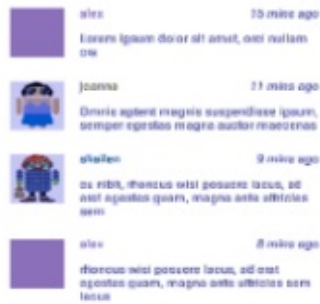 alex 15 mins ago
Lorem ipsum dolor sit amet, orci nullam
cra
joanna 11 mins ago
Omnis aptent magnis suspendisse ipsum,
semper egestas magna auctor maecenas
9 mins ago
eu nibh, rhoncus wisi posuere lacus, ad
erat egestas quam, magna ante ultricies
sem
alex 8 mins ago
rhoncus wisi posuere lacus, ad erat
egestas quam, magna ante ultricies sem
lacus